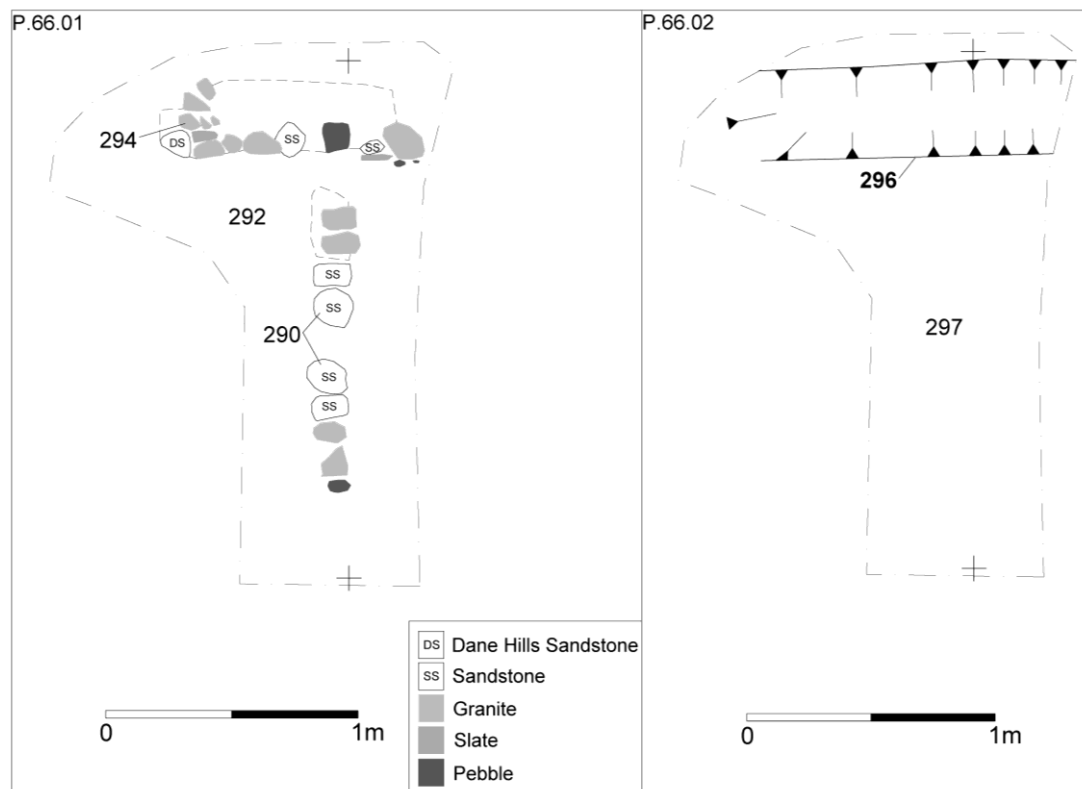 P.66.01
294
DS
SS
SS
292
SS
SS
290
SS
SS
DS Dane Hills Sandstone
SS Sandstone
Granite
Slate
Pebble
0 1m
P.66.02
296
297
0 1m